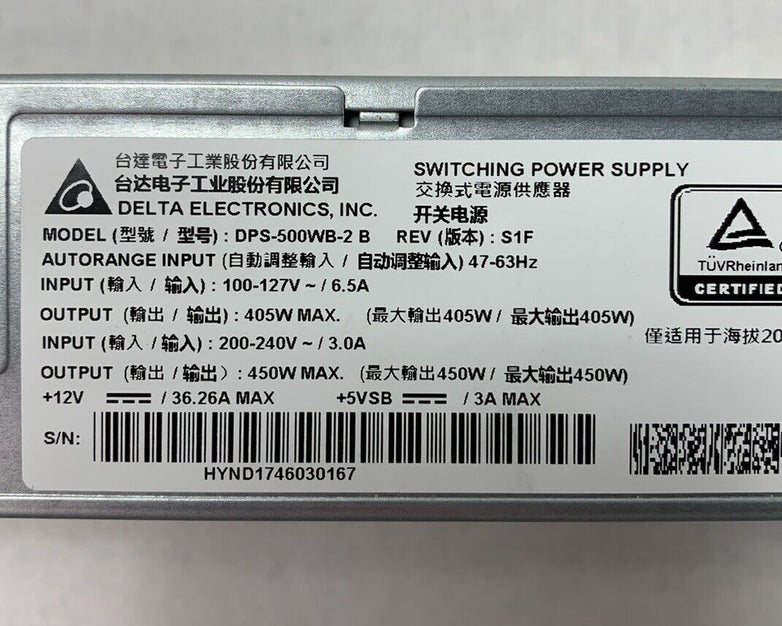 台達電子工業股份有限公司
台达电子工业股份有限公司
DELTA ELECTRONICS, INC.
SWITCHING POWER SUPPLY
交換式電源供應器
开关电源
MODEL (型號 / 型号) : DPS-500WB-2 B REV (版本) : S1F
AUTORANGE INPUT (自動調整輸入 / 自动调整输入) 47-63Hz
INPUT (輸入 / 输入) : 100-127V ~ / 6.5A
OUTPUT (輸出 / 输出) : 405W MAX. (最大輸出405W / 最大输出405W)
INPUT (輸入 / 输入) : 200-240V ~ / 3.0A
OUTPUT (輸出 / 输出) : 450W MAX. (最大輸出450W / 最大输出450W)
+12V / 36.26A MAX +5VSB / 3A MAX
S/N:
HYND1746030167
TÜVRheinlan
CERTIFIED
僅适用于海拔20